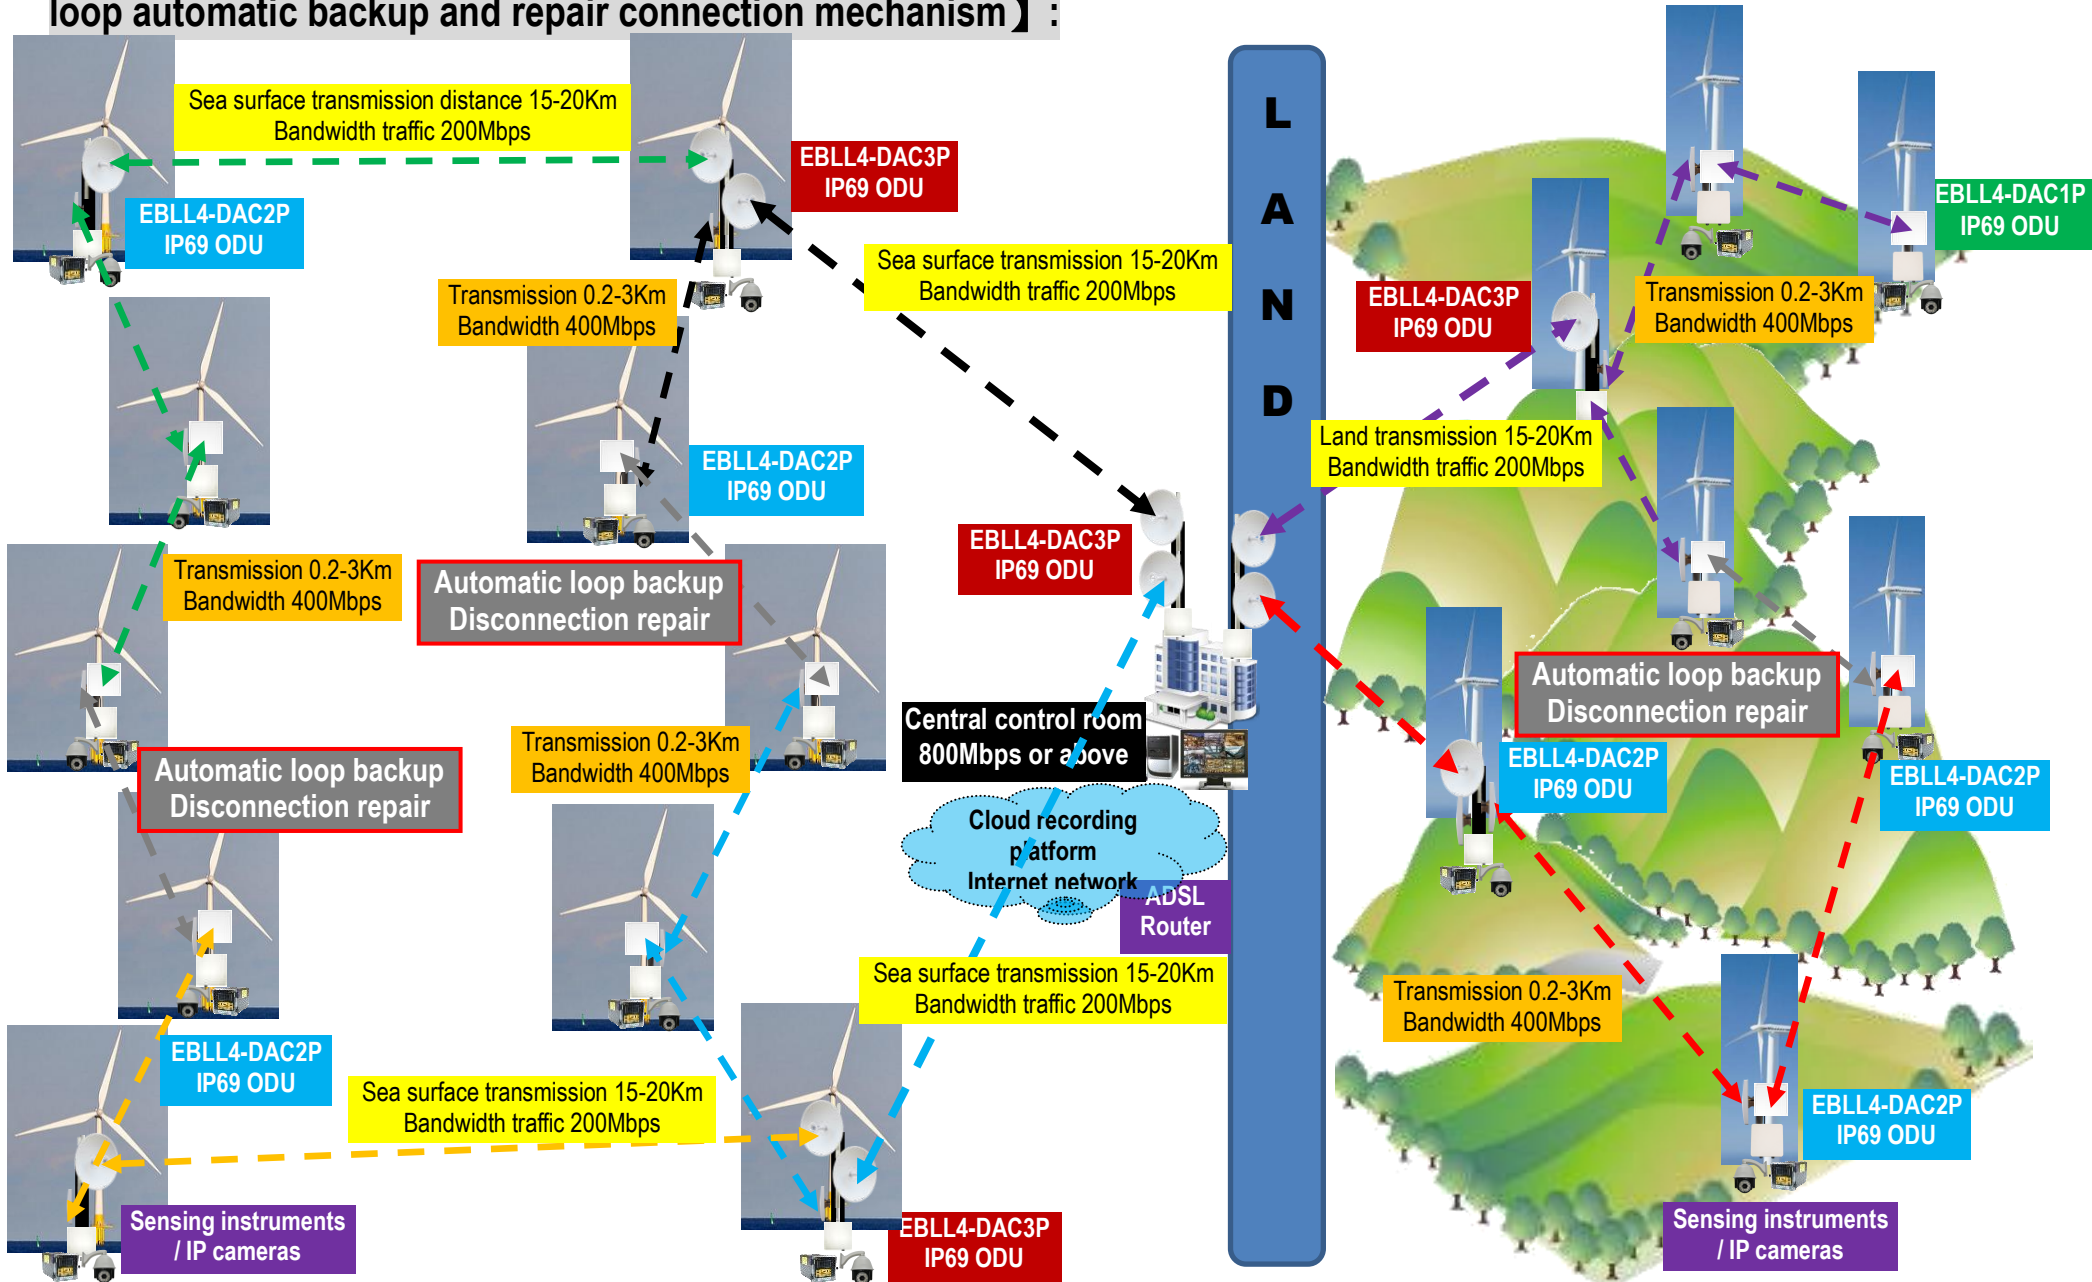 loop automatic backup and repair connection mechanism】:
Sea surface transmission distance 15-20Km
Bandwidth traffic 200Mbps
EBLL4-DAC3P
IP69 ODU
EBLL4-DAC2P
IP69 ODU
Sea surface transmission 15-20Km
Bandwidth traffic 200Mbps
Transmission 0.2-3Km
Bandwidth 400Mbps
EBLL4-DAC2P
IP69 ODU
Transmission 0.2-3Km
Bandwidth 400Mbps
Automatic loop backup
Disconnection repair
EBLL4-DAC3P
IP69 ODU
Automatic loop backup
Disconnection repair
Transmission 0.2-3Km
Bandwidth 400Mbps
Central control room
800Mbps or above
Cloud recording
platform
Internet network
ADSL
Router
Sea surface transmission 15-20Km
Bandwidth traffic 200Mbps
EBLL4-DAC2P
IP69 ODU
Sea surface transmission 15-20Km
Bandwidth traffic 200Mbps
Sensing instruments
/ IP cameras
EBLL4-DAC3P
IP69 ODU
L
A
N
D
EBLL4-DAC1P
IP69 ODU
EBLL4-DAC3P
IP69 ODU
Transmission 0.2-3Km
Bandwidth 400Mbps
Land transmission 15-20Km
Bandwidth traffic 200Mbps
Automatic loop backup
Disconnection repair
EBLL4-DAC2P
IP69 ODU
EBLL4-DAC2P
IP69 ODU
Transmission 0.2-3Km
Bandwidth 400Mbps
EBLL4-DAC2P
IP69 ODU
Sensing instruments
/ IP cameras